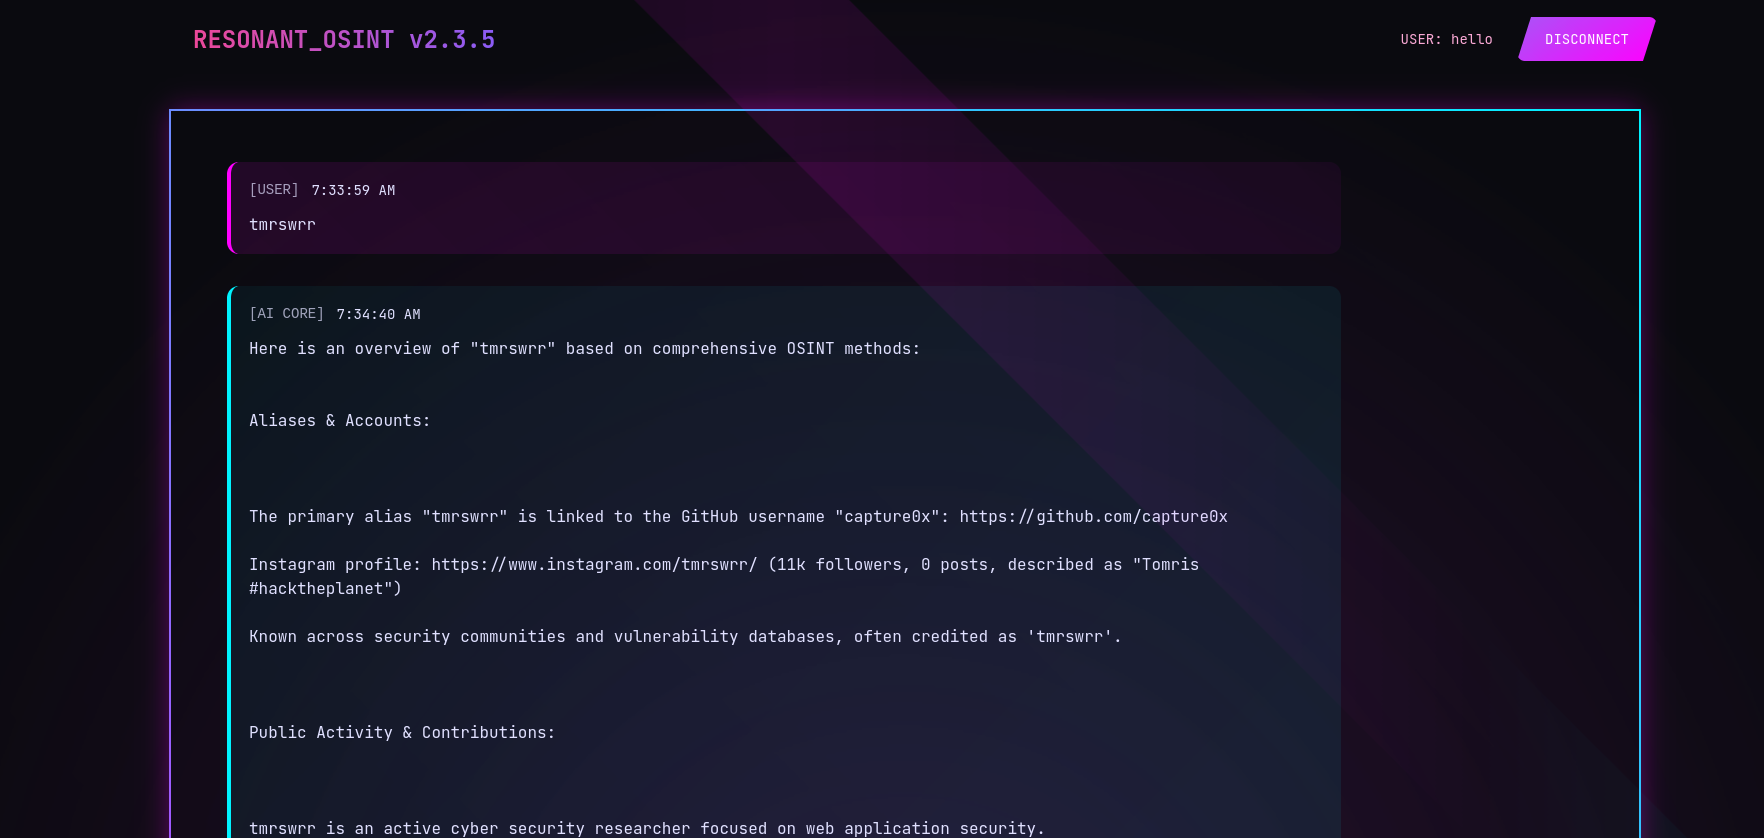 RESONANT_OSINT v2.3.5
USER: hello
DISCONNECT
[USER] 7:33:59 AM
tmrswrr
[AI CORE] 7:34:40 AM
Here is an overview of "tmrswrr" based on comprehensive OSINT methods:
Aliases & Accounts:
The primary alias "tmrswrr" is linked to the GitHub username "capture0x": https://github.com/capture0x
Instagram profile: https://www.instagram.com/tmrswrr/ (11k followers, 0 posts, described as "Tomris
#hacktheplanet")
Known across security communities and vulnerability databases, often credited as 'tmrswrr'.
Public Activity & Contributions:
tmrswrr is an active cyber security researcher focused on web application security.